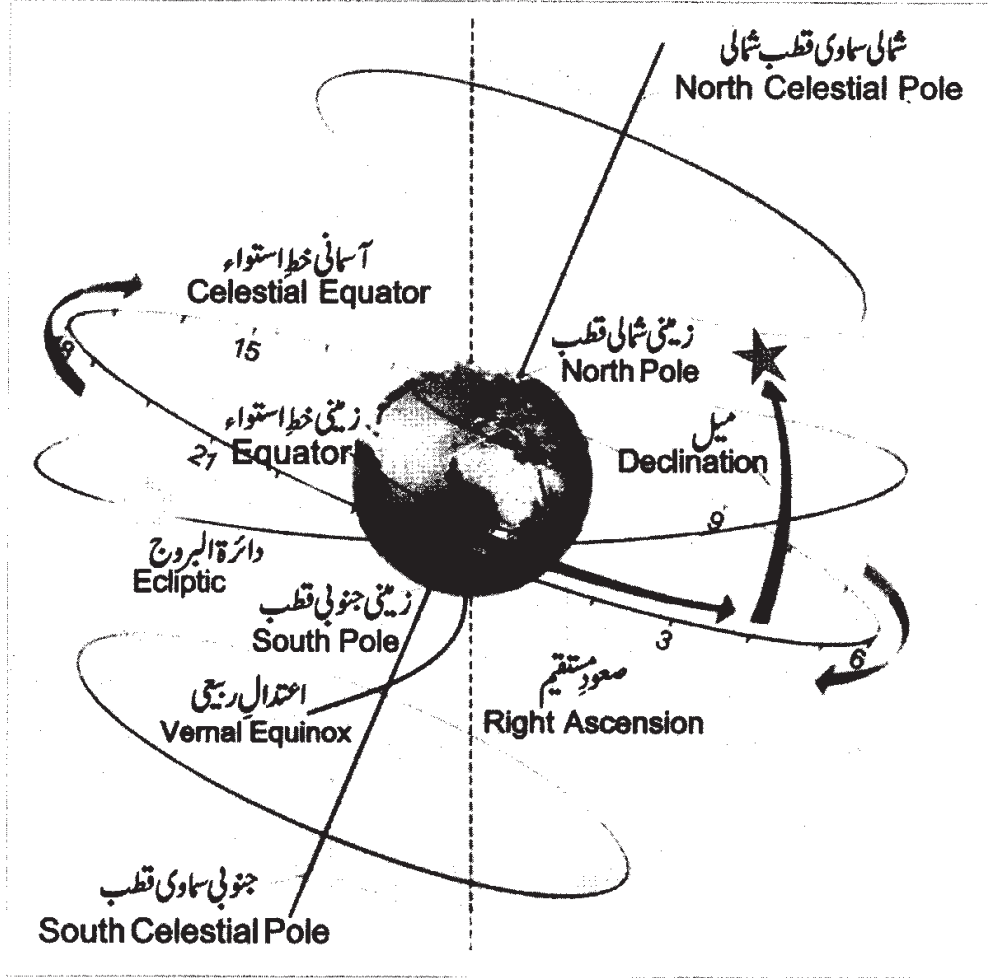 شمالی سماوی قطب شمالی
North Celestial Pole
آسمانی خطِ استواء
Celestial Equator
15
زمینی شمالی قطب
North Pole
زمینی خطِ استواء
Equator
21
میل
Declination
9
دائرۃ البروج
Ecliptic
زمینی جنوبی قطب
South Pole
3
6
اعتدالِ ربیعی
Vernal Equinox
صعودِ مستقیم
Right Ascension
جنوبی سماوی قطب
South Celestial Pole